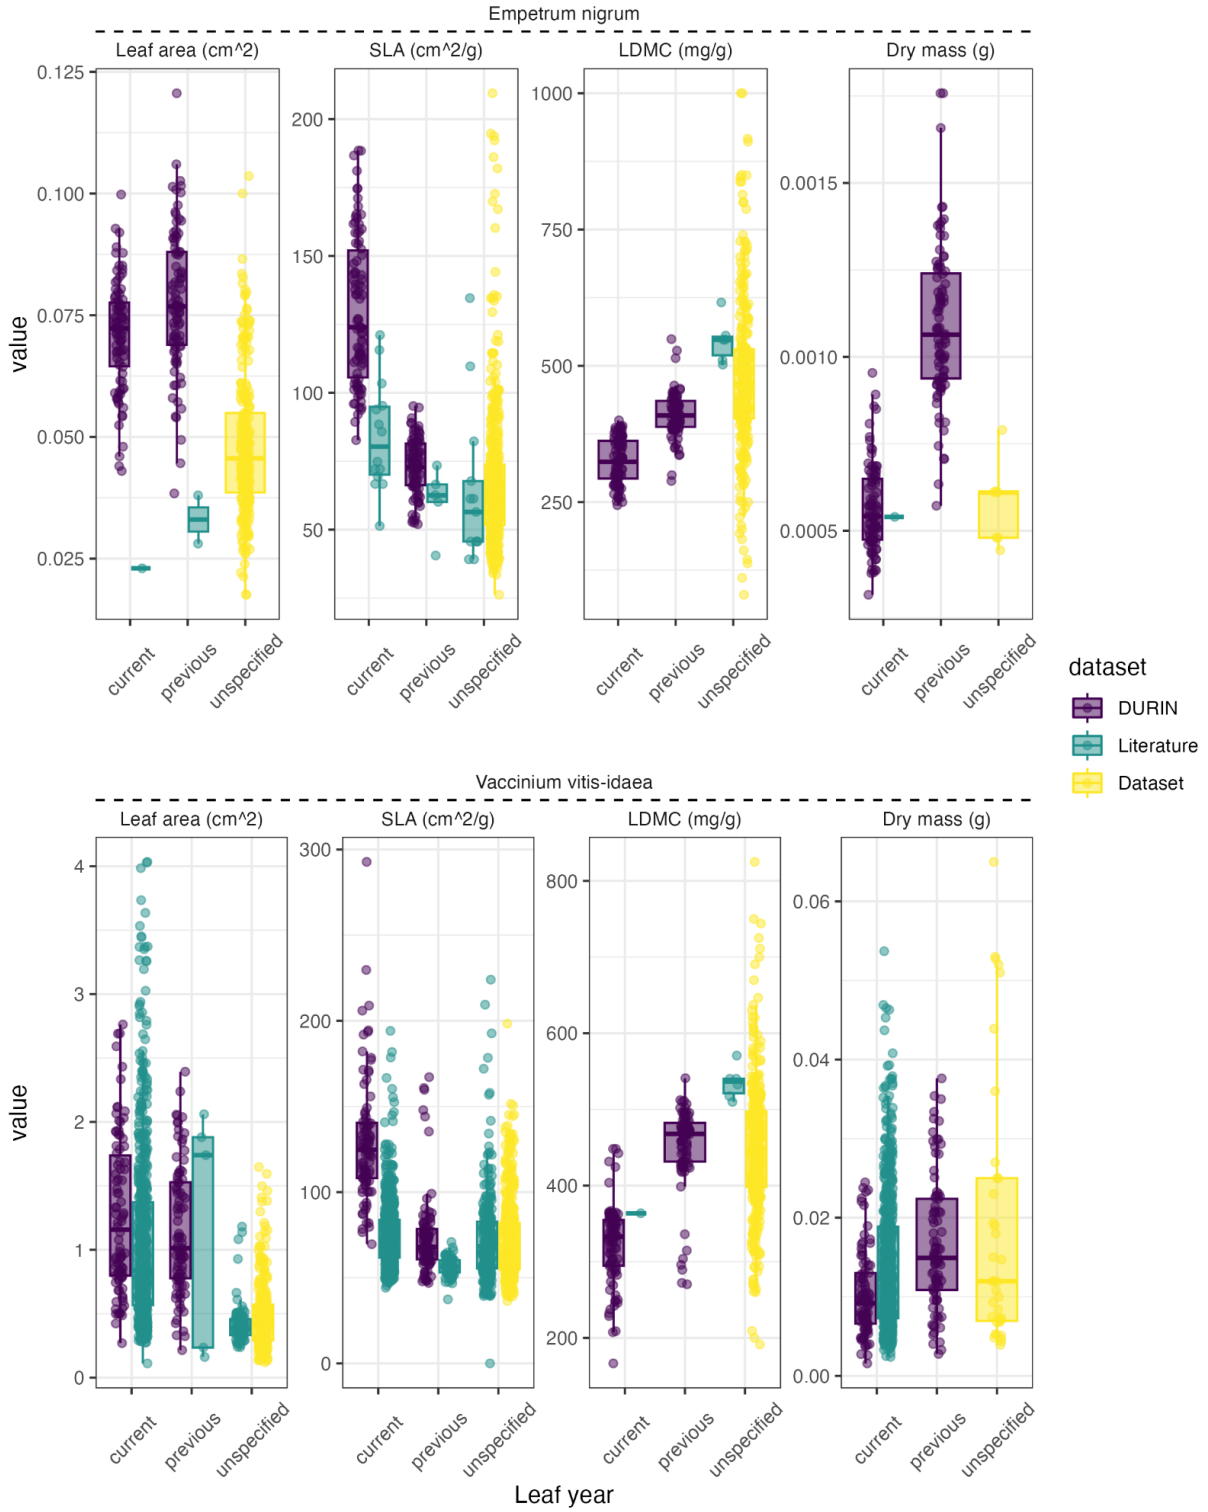 Empetrum nigrum
Leaf area (cm^2)
SLA (cm^2/g)
LDMC (mg/g)
Dry mass (g)
value
0.125
0.100
0.075
0.050
0.025
200
150
100
50
1000
750
500
250
0.0015
0.0010
0.0005
current
previous
unspecified
current
previous
unspecified
current
previous
unspecified
current
previous
unspecified
dataset
DURIN
Literature
Dataset
Vaccinium vitis-idaea
Leaf area (cm^2)
SLA (cm^2/g)
LDMC (mg/g)
Dry mass (g)
value
4
3
2
1
0
300
200
100
0
800
600
400
200
0.06
0.04
0.02
0.00
current
previous
unspecified
current
previous
unspecified
current
previous
unspecified
current
previous
unspecified
Leaf year